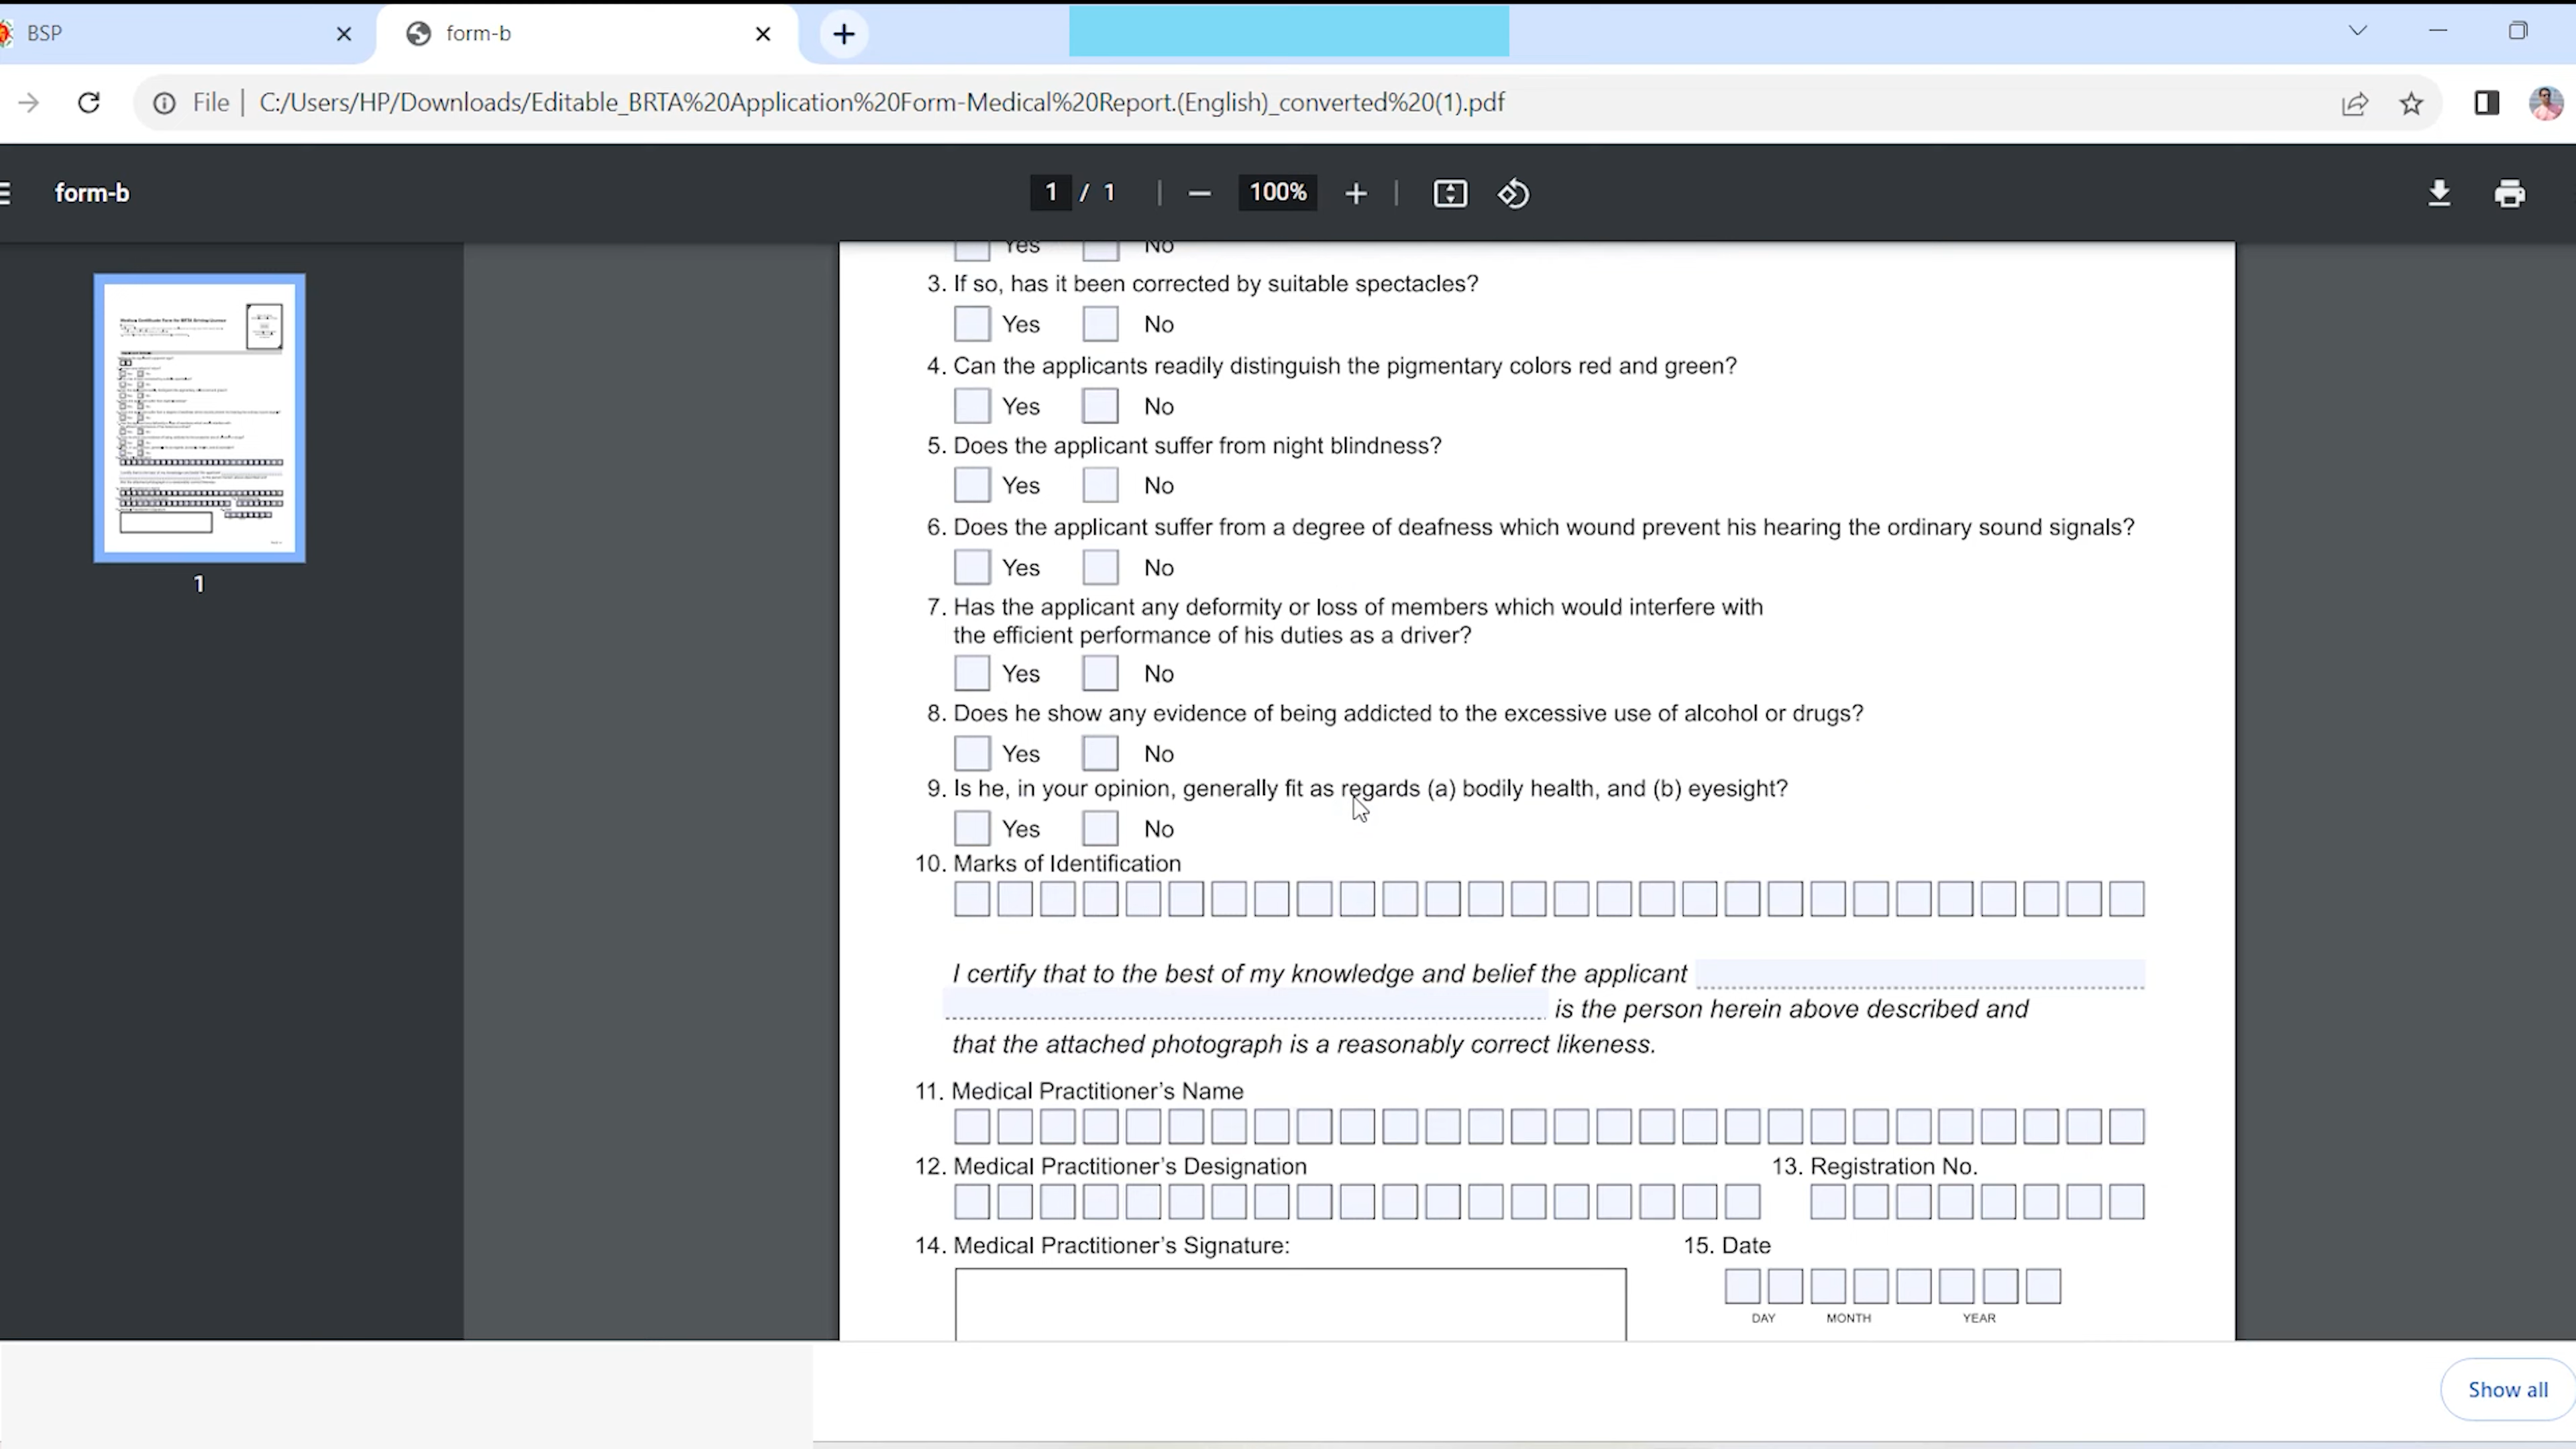 BSP
form-b
File
C:/Users/HP/Downloads/Editable_BRTA%20Application%20Form-Medical%20Report.(English)_converted%20(1).pdf
form-b
1 / 1
100%
1
Yes No
3. If so, has it been corrected by suitable spectacles?
Yes No
4. Can the applicants readily distinguish the pigmentary colors red and green?
Yes No
5. Does the applicant suffer from night blindness?
Yes No
6. Does the applicant suffer from a degree of deafness which wound prevent his hearing the ordinary sound signals?
Yes No
7. Has the applicant any deformity or loss of members which would interfere with
the efficient performance of his duties as a driver?
Yes No
8. Does he show any evidence of being addicted to the excessive use of alcohol or drugs?
Yes No
9. Is he, in your opinion, generally fit as regards (a) bodily health, and (b) eyesight?
Yes No
10. Marks of Identification
I certify that to the best of my knowledge and belief the applicant
is the person herein above described and
that the attached photograph is a reasonably correct likeness.
11. Medical Practitioner’s Name
12. Medical Practitioner’s Designation
13. Registration No.
14. Medical Practitioner’s Signature:
15. Date
DAY MONTH YEAR
Show all